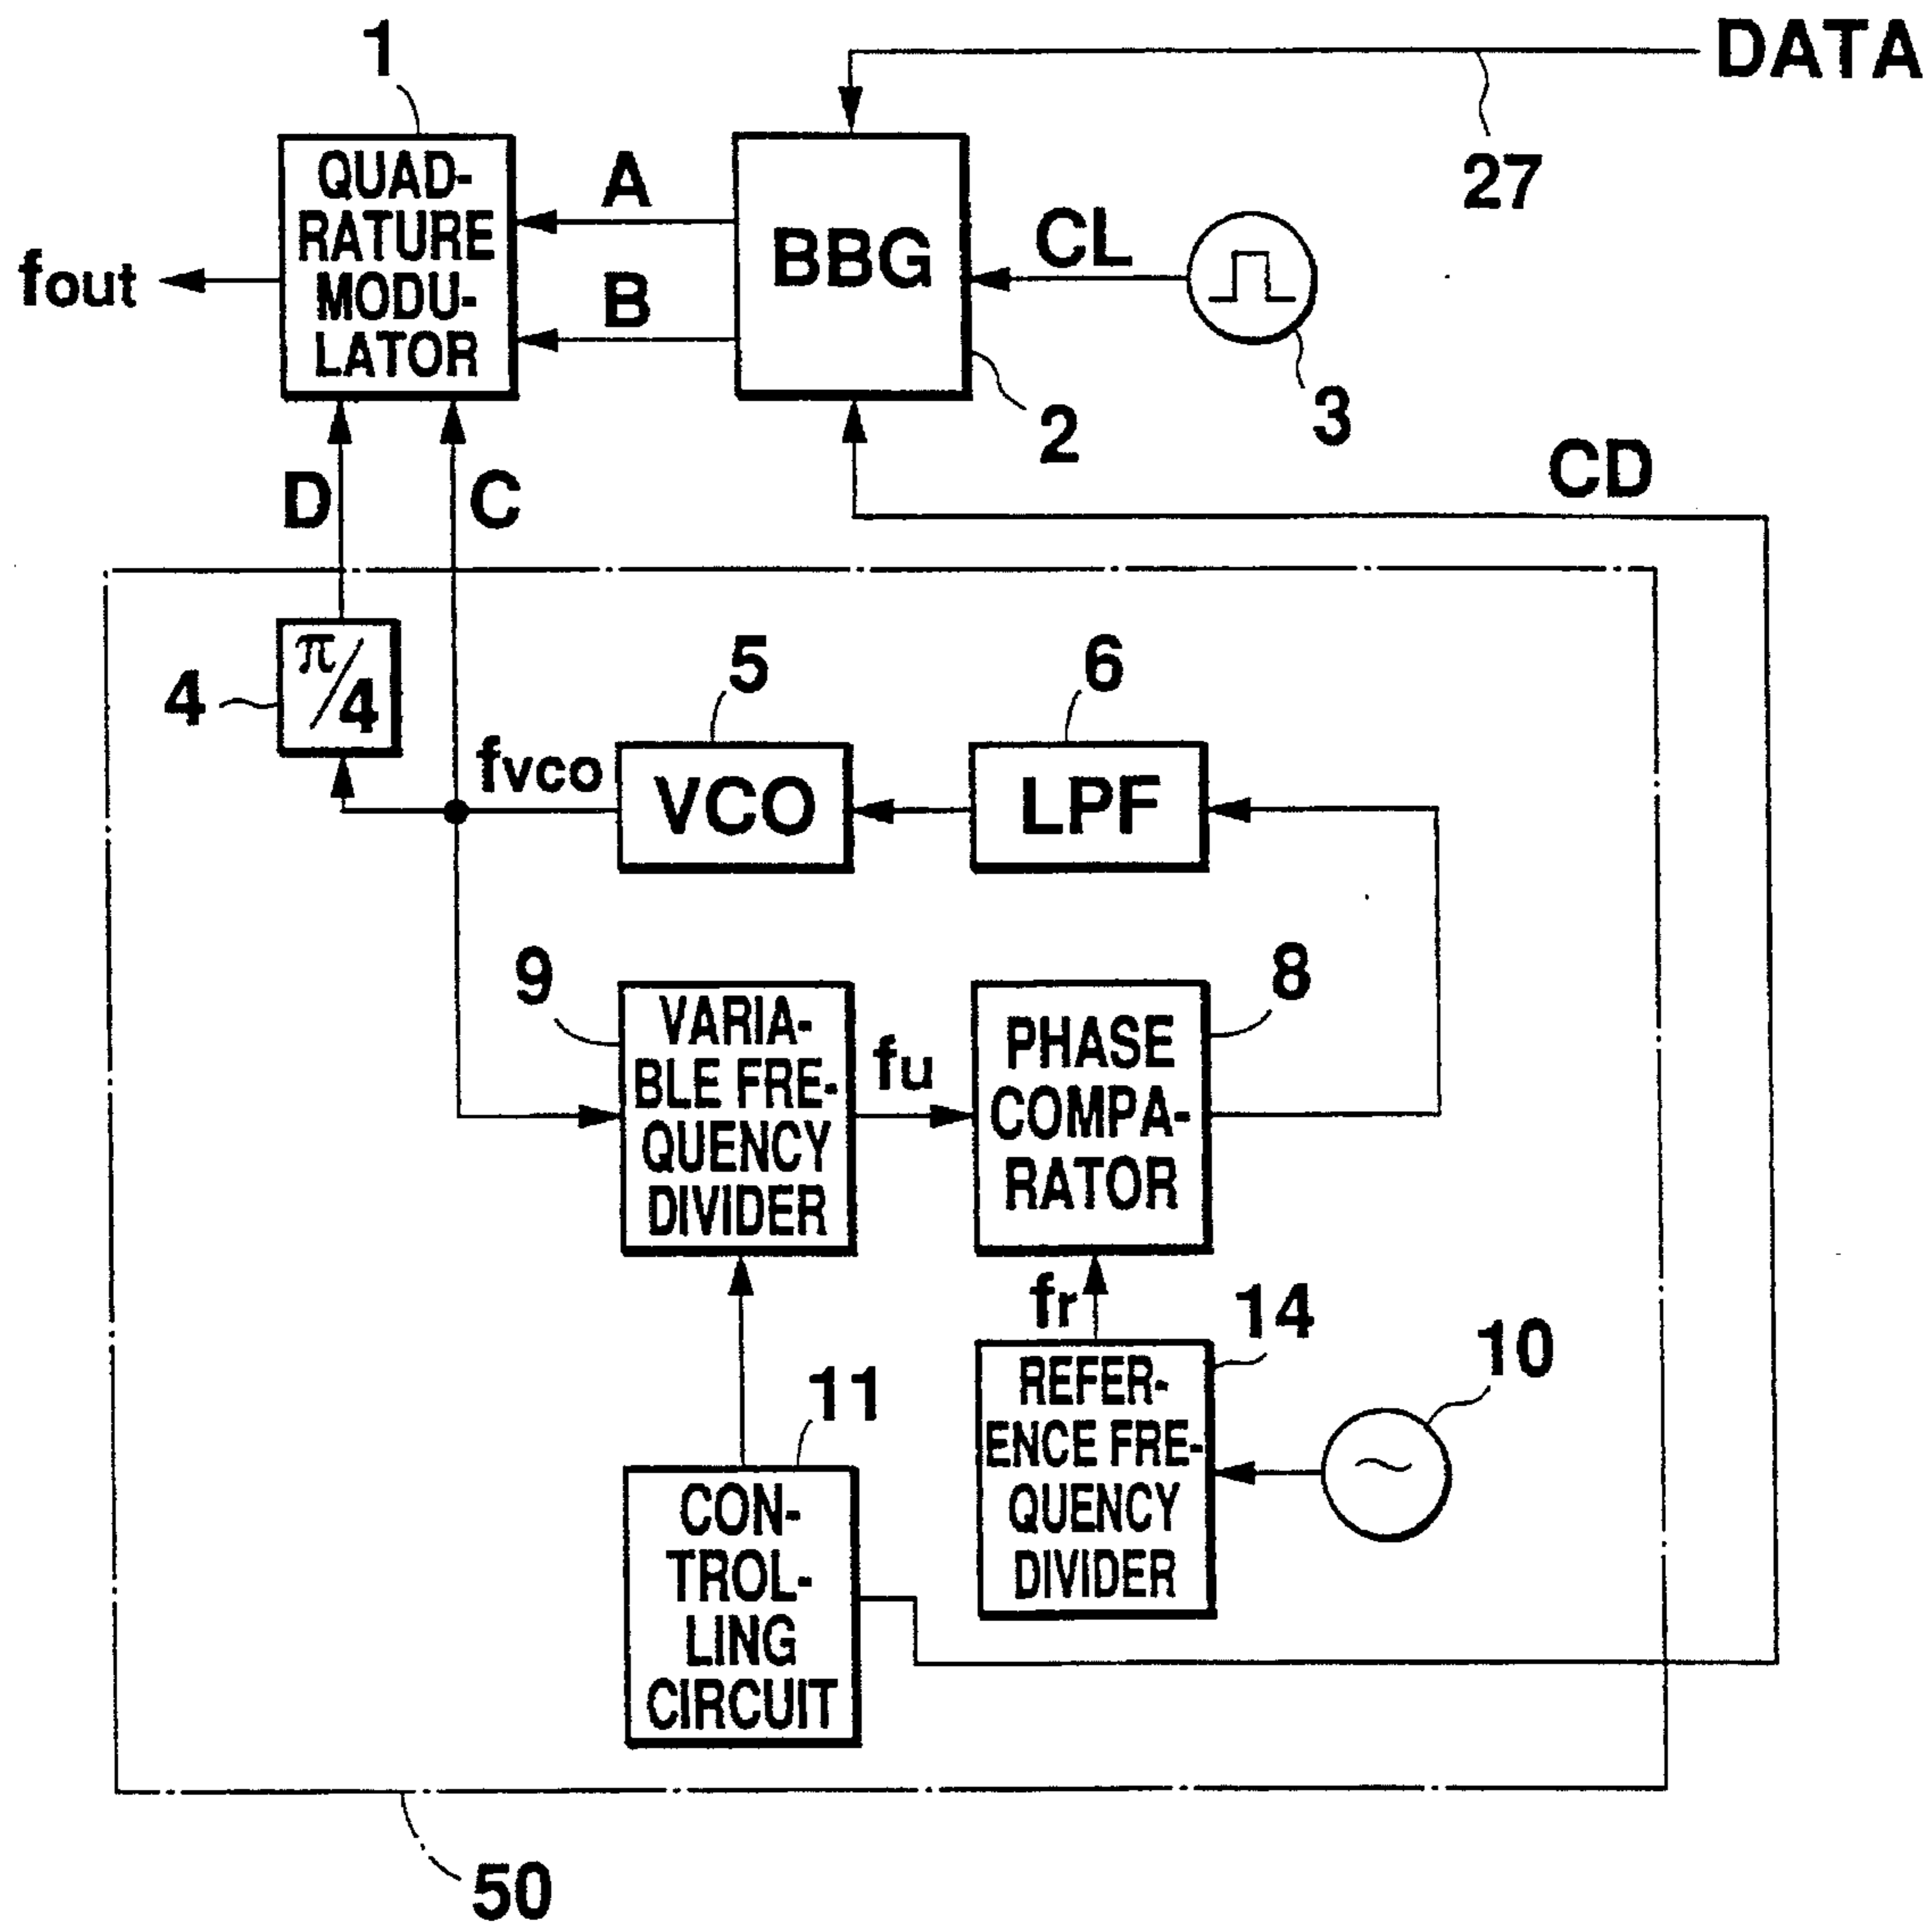 1
DATA
27
QUAD-
RATURE
MODU-
LATOR
A
B
BBG
CL
fout
2
3
CD
D
C
π/4
4
5
6
fvco
VCO
LPF
9
8
VARIA-
BLE FRE-
QUENCY
DIVIDER
fu
PHASE
COMPA-
RATOR
fr
14
10
11
REFER-
ENCE FRE-
QUENCY
DIVIDER
CON-
TROL-
LING
CIRCUIT
50